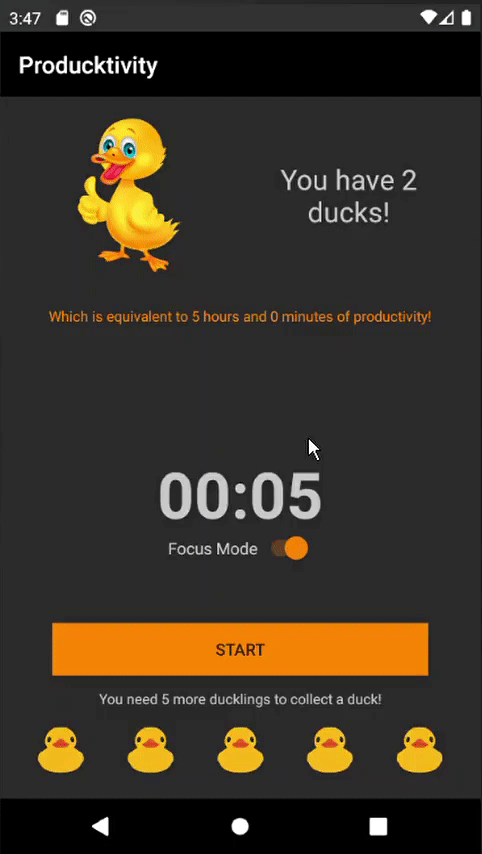 3:47
Producktivity
You have 2
ducks!
Which is equivalent to 5 hours and 0 minutes of productivity!
00:05
Focus Mode
START
You need 5 more ducklings to collect a duck!